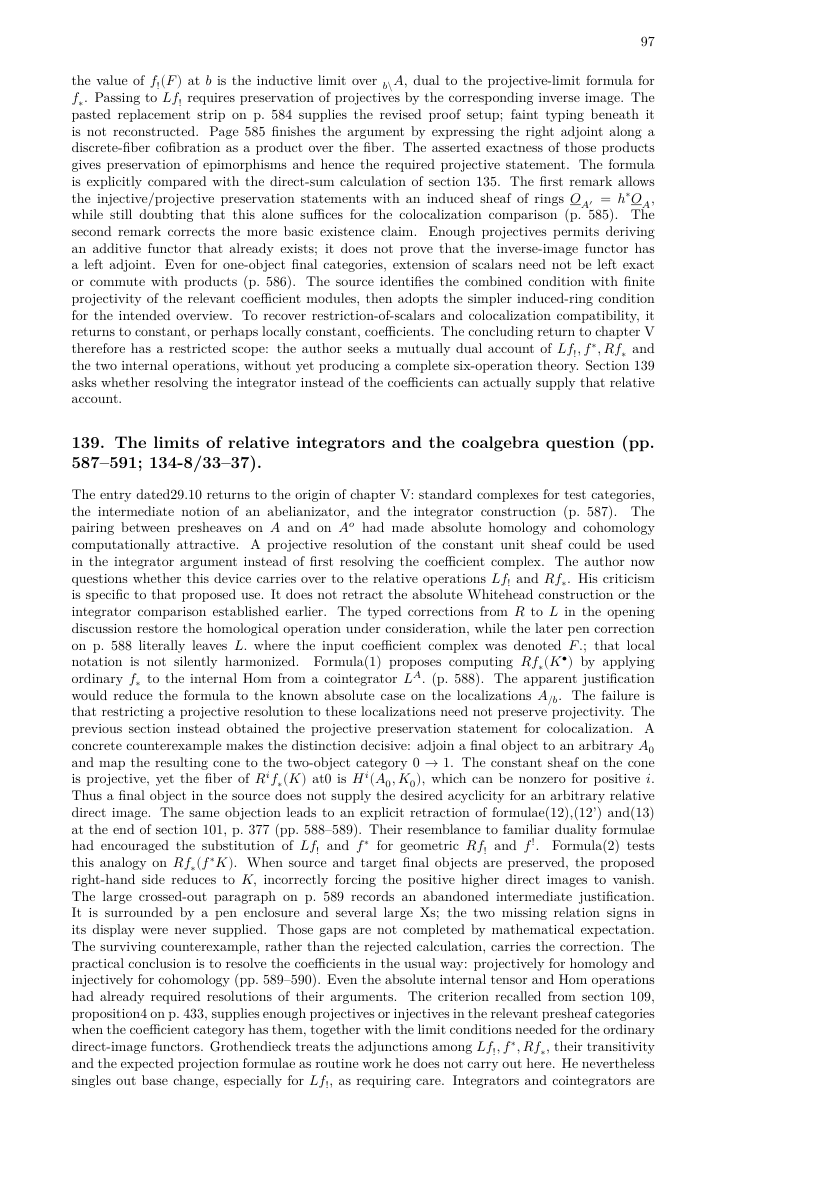 97
the value of f_!(F) at b is the inductive limit over _{b\}A, dual to the projective-limit formula for
f_*. Passing to Lf_! requires preservation of projectives by the corresponding inverse image. The
pasted replacement strip on p. 584 supplies the revised proof setup; faint typing beneath it
is not reconstructed. Page 585 finishes the argument by expressing the right adjoint along a
discrete-fiber cofibration as a product over the fiber. The asserted exactness of those products
gives preservation of epimorphisms and hence the required projective statement. The formula
is explicitly compared with the direct-sum calculation of section 135. The first remark allows
the injective/projective preservation statements with an induced sheaf of rings O_{A′} = h^*O_A,
while still doubting that this alone suffices for the colocalization comparison (p. 585). The
second remark corrects the more basic existence claim. Enough projectives permits deriving
an additive functor that already exists; it does not prove that the inverse-image functor has
a left adjoint. Even for one-object final categories, extension of scalars need not be left exact
or commute with products (p. 586). The source identifies the combined condition with finite
projectivity of the relevant coefficient modules, then adopts the simpler induced-ring condition
for the intended overview. To recover restriction-of-scalars and colocalization compatibility, it
returns to constant, or perhaps locally constant, coefficients. The concluding return to chapter V
therefore has a restricted scope: the author seeks a mutually dual account of Lf_!, f^*, Rf_* and
the two internal operations, without yet producing a complete six-operation theory. Section 139
asks whether resolving the integrator instead of the coefficients can actually supply that relative
account.
139. The limits of relative integrators and the coalgebra question (pp.
587–591; 134-8/33–37).
The entry dated29.10 returns to the origin of chapter V: standard complexes for test categories,
the intermediate notion of an abelianizator, and the integrator construction (p. 587). The
pairing between presheaves on A and on A^o had made absolute homology and cohomology
computationally attractive. A projective resolution of the constant unit sheaf could be used
in the integrator argument instead of first resolving the coefficient complex. The author now
questions whether this device carries over to the relative operations Lf_! and Rf_*. His criticism
is specific to that proposed use. It does not retract the absolute Whitehead construction or the
integrator comparison established earlier. The typed corrections from R to L in the opening
discussion restore the homological operation under consideration, while the later pen correction
on p. 588 literally leaves L. where the input coefficient complex was denoted F.; that local
notation is not silently harmonized. Formula(1) proposes computing Rf_*(K^•) by applying
ordinary f_* to the internal Hom from a cointegrator L^A. (p. 588). The apparent justification
would reduce the formula to the known absolute case on the localizations A_{/b}. The failure is
that restricting a projective resolution to these localizations need not preserve projectivity. The
previous section instead obtained the projective preservation statement for colocalization. A
concrete counterexample makes the distinction decisive: adjoin a final object to an arbitrary A_0
and map the resulting cone to the two-object category 0 → 1. The constant sheaf on the cone
is projective, yet the fiber of R^i f_*(K) at0 is H^i(A_0, K_0), which can be nonzero for positive i.
Thus a final object in the source does not supply the desired acyclicity for an arbitrary relative
direct image. The same objection leads to an explicit retraction of formulae(12),(12’) and(13)
at the end of section 101, p. 377 (pp. 588–589). Their resemblance to familiar duality formulae
had encouraged the substitution of Lf_! and f^* for geometric Rf_! and f^!. Formula(2) tests
this analogy on Rf_*(f^*K). When source and target final objects are preserved, the proposed
right-hand side reduces to K, incorrectly forcing the positive higher direct images to vanish.
The large crossed-out paragraph on p. 589 records an abandoned intermediate justification.
It is surrounded by a pen enclosure and several large Xs; the two missing relation signs in
its display were never supplied. Those gaps are not completed by mathematical expectation.
The surviving counterexample, rather than the rejected calculation, carries the correction. The
practical conclusion is to resolve the coefficients in the usual way: projectively for homology and
injectively for cohomology (pp. 589–590). Even the absolute internal tensor and Hom operations
had already required resolutions of their arguments. The criterion recalled from section 109,
proposition4 on p. 433, supplies enough projectives or injectives in the relevant presheaf categories
when the coefficient category has them, together with the limit conditions needed for the ordinary
direct-image functors. Grothendieck treats the adjunctions among Lf_!, f^*, Rf_*, their transitivity
and the expected projection formulae as routine work he does not carry out here. He nevertheless
singles out base change, especially for Lf_!, as requiring care. Integrators and cointegrators are